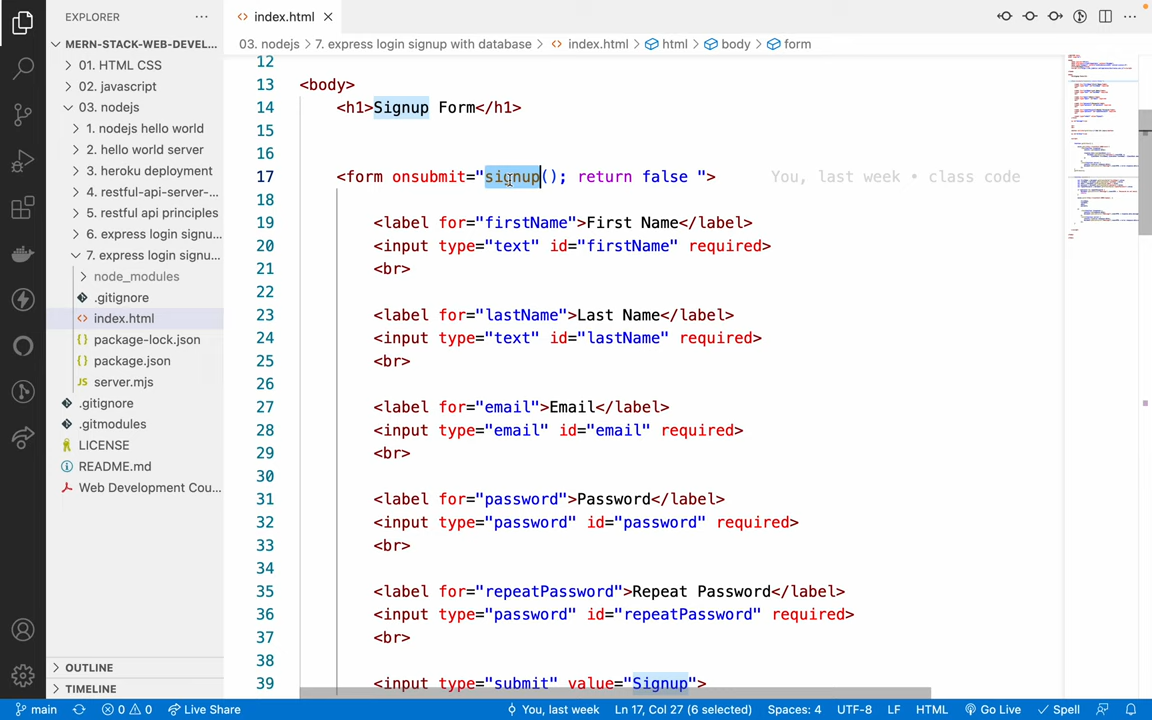 EXPLORER
index.html
MERN-STACK-WEB-DEVEL...
03. nodejs > 7. express login signup with database > index.html > html > body > form
01. HTML CSS
02. javascript
03. nodejs
1. nodejs hello world
2. hello world server
3. heroku deployment
4. restful-api-server-...
5. restful api principles
6. express login signu...
7. express login signu...
node_modules
.gitignore
index.html
package-lock.json
package.json
server.mjs
.gitignore
.gitmodules
LICENSE
README.md
Web Development Cou...
OUTLINE
TIMELINE
12
13 <body>
14 <h1>Signup Form</h1>
15
16
17 <form onsubmit="signup(); return false "> You, last week • class code
18
19 <label for="firstName">First Name</label>
20 <input type="text" id="firstName" required>
21 <br>
22
23 <label for="lastName">Last Name</label>
24 <input type="text" id="lastName" required>
25 <br>
26
27 <label for="email">Email</label>
28 <input type="email" id="email" required>
29 <br>
30
31 <label for="password">Password</label>
32 <input type="password" id="password" required>
33 <br>
34
35 <label for="repeatPassword">Repeat Password</label>
36 <input type="password" id="repeatPassword" required>
37 <br>
38
39 <input type="submit" value="Signup">
main 0 0 Live Share You, last week Ln 17, Col 27 (6 selected) Spaces: 4 UTF-8 LF HTML Go Live Spell